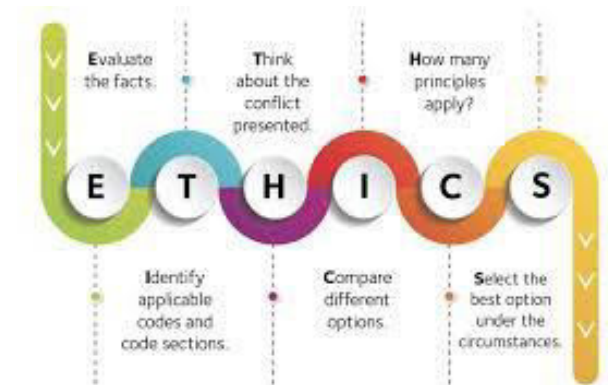 Evaluate
the facts.
Think
about the
conflict
presented.
How many
principles
apply?
E T H I C S
Identify
applicable
codes and
code sections.
Compare
different
options.
Select the
best option
under the
circumstances.